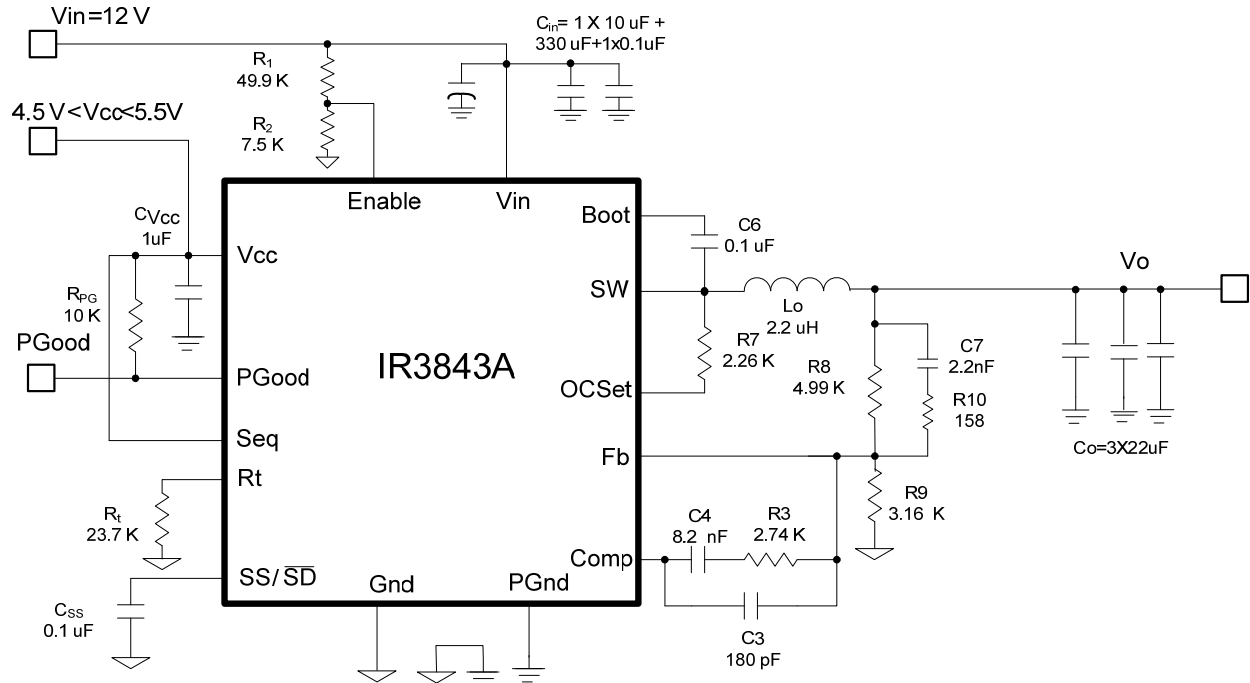 Vin=12 V
Cin= 1 X 10 uF +
330 uF+1x0.1uF
R1
49.9 K
4.5 V<Vcc<5.5V
R2
7.5 K
Enable
Vin
Boot
CVcc
1uF
C6
0.1 uF
Vcc
Vo
SW
RPG
10 K
Lo
2.2 uH
PGood
R7
2.26 K
C7
2.2nF
IR3843A
R8
4.99 K
PGood
OCSet
R10
158
Seq
Co=3X22uF
Fb
Rt
R9
3.16 K
Rt
23.7 K
C4
8.2 nF
R3
2.74 K
Comp
SS/SD
Gnd
PGnd
CSS
0.1 uF
C3
180 pF